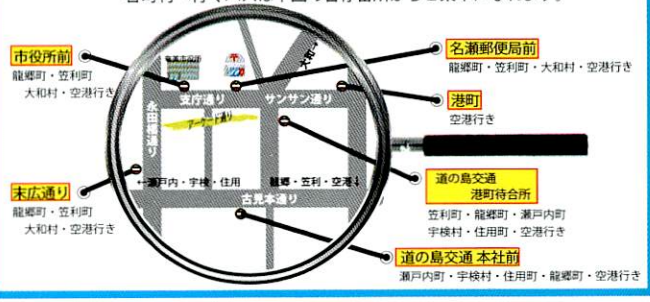 市役所前
龍郷町・笠利町
大和村・空港行き
名瀬郵便局前
龍郷町・笠利町・大和村・空港行き
港町
空港行き
支庁通り
サンサン通り
永田橋通り
アーケード通り
末広通り
龍郷町・笠利町
大和村・空港行き
←瀬戸内・宇検・住用
龍郷・笠利・空港↓
古見本通り
道の島交通
港町待合所
笠利町・龍郷町・瀬戸内町
宇検村・住用町・空港行き
道の島交通 本社前
瀬戸内町・宇検村・住用町・龍郷町・空港行き